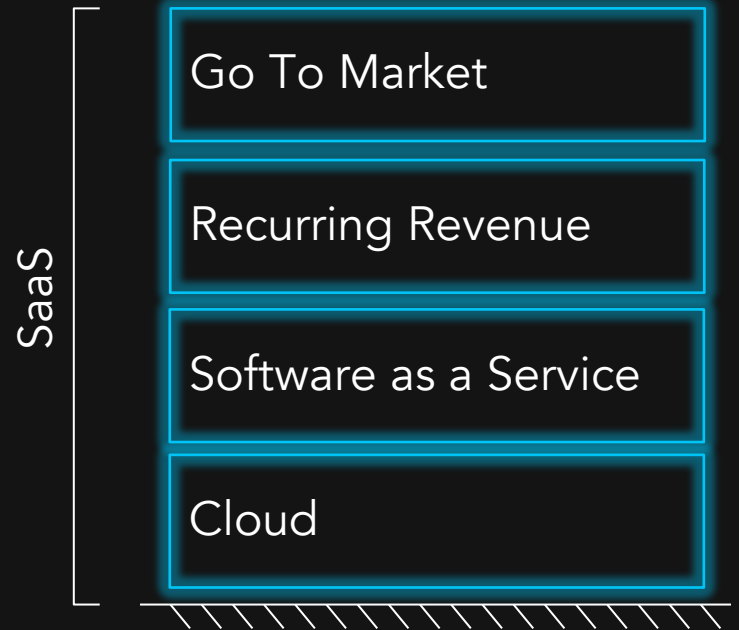 SaaS
Go To Market
Recurring Revenue
Software as a Service
Cloud